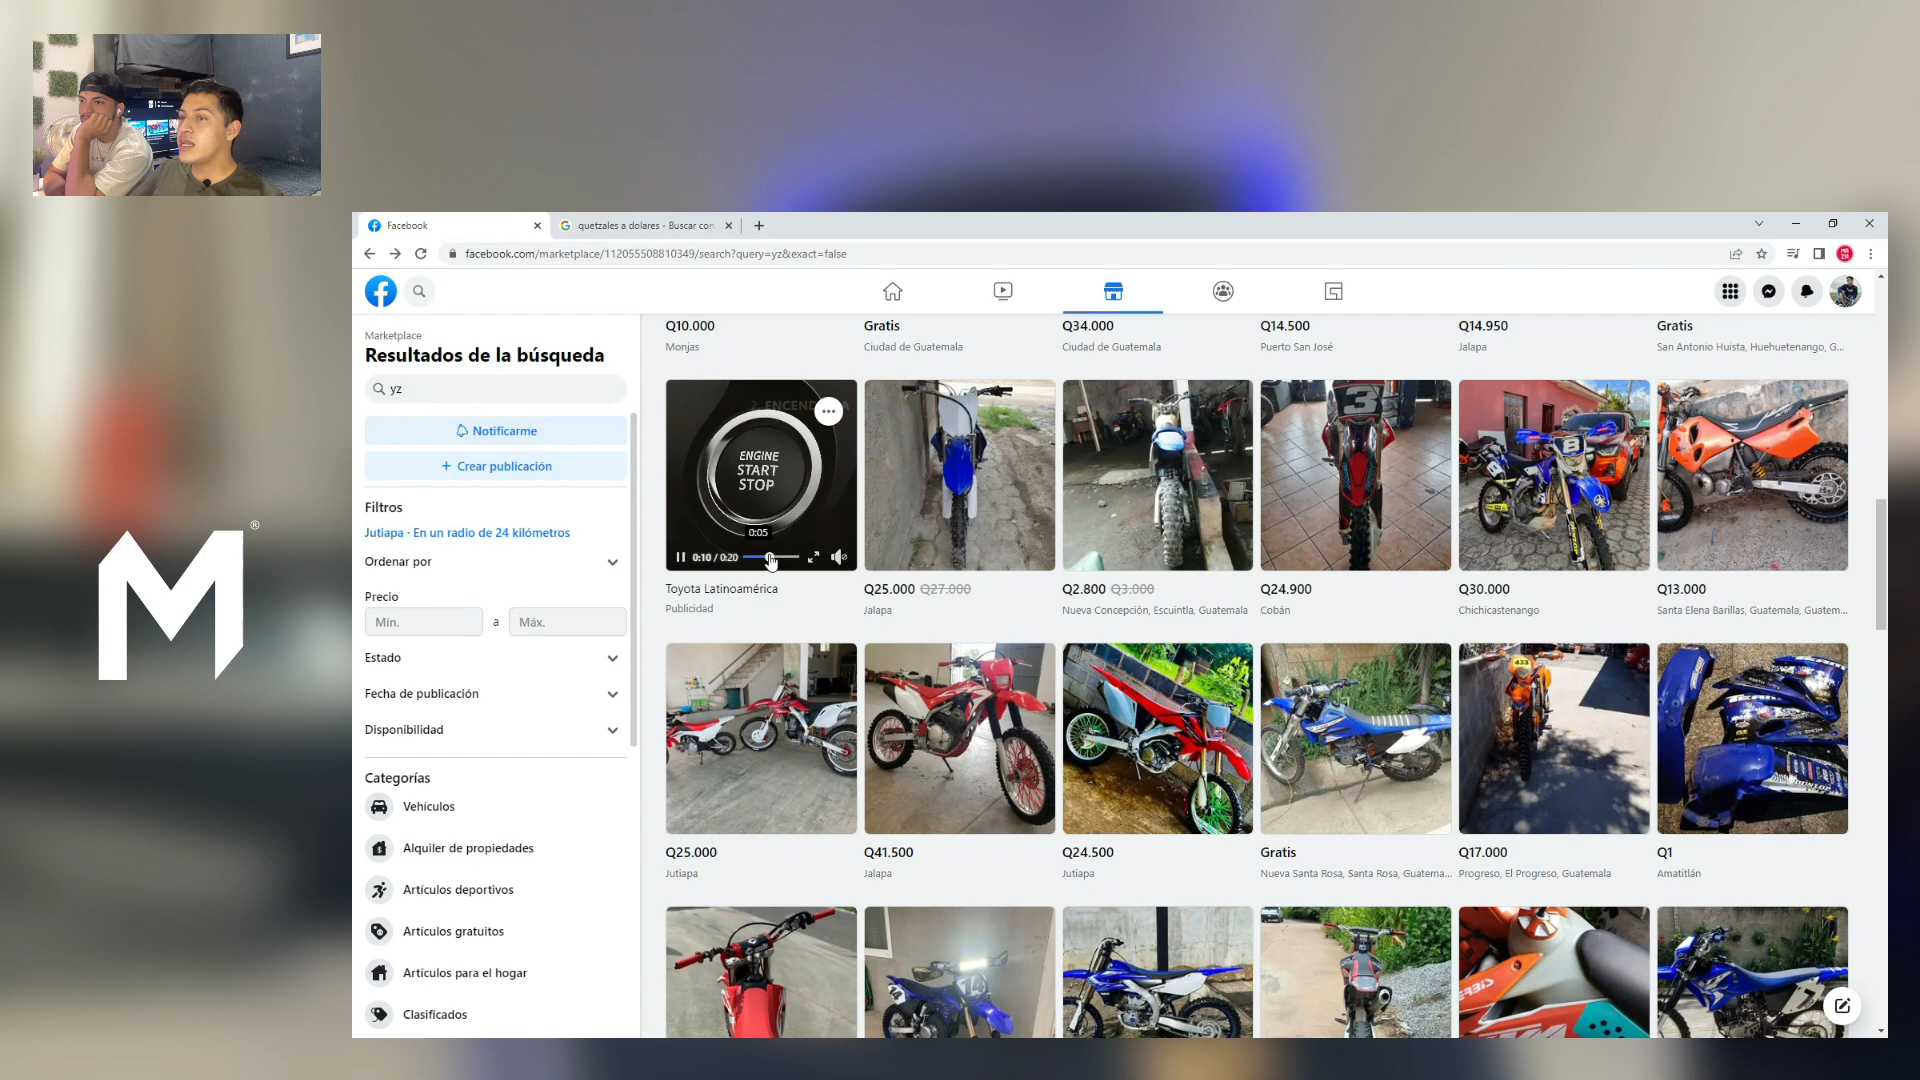 Facebook
quetzales a dolares - Buscar con
facebook.com/marketplace/112055508810349/search?query=yz&exact=false
Marketplace
Resultados de la búsqueda
yz
Notificarme
+ Crear publicación
Filtros
Jutiapa · En un radio de 24 kilómetros
Ordenar por
Precio
Mín.
a
Máx.
Estado
Fecha de publicación
Disponibilidad
Categorías
Vehículos
Alquiler de propiedades
Artículos deportivos
Artículos gratuitos
Artículos para el hogar
Clasificados
Q10.000
Monjas
Gratis
Ciudad de Guatemala
Q34.000
Ciudad de Guatemala
Q14.500
Puerto San José
Q14.950
Jalapa
Gratis
San Antonio Huista, Huehuetenango, G...
ENGINE
START
STOP
0:05
0:10 / 0:20
Toyota Latinoamérica
Publicidad
Q25.000 Q27.000
Jalapa
Q2.800 Q3.000
Nueva Concepción, Escuintla, Guatemala
3
Q24.900
Cobán
8
Q30.000
Chichicastenango
Q13.000
Santa Elena Barillas, Guatemala, Guatem...
Q25.000
Jutiapa
Q41.500
Jalapa
Q24.500
Jutiapa
Gratis
Nueva Santa Rosa, Santa Rosa, Guatema...
433
Q17.000
Progreso, El Progreso, Guatemala
Q1
Amatitlán
14
M
®